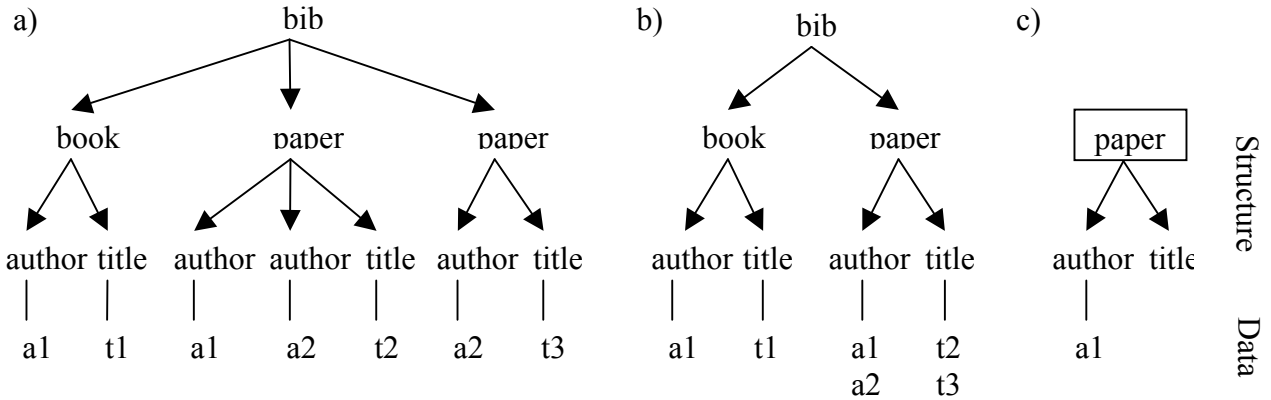 a) bib b) bib c)
book paper paper book paper paper
author title author author title author title author title author title author title
a1 t1 a1 a2 t2 a2 t3 a1 t1 a1 t2 a1
a2 t3
Structure
Data